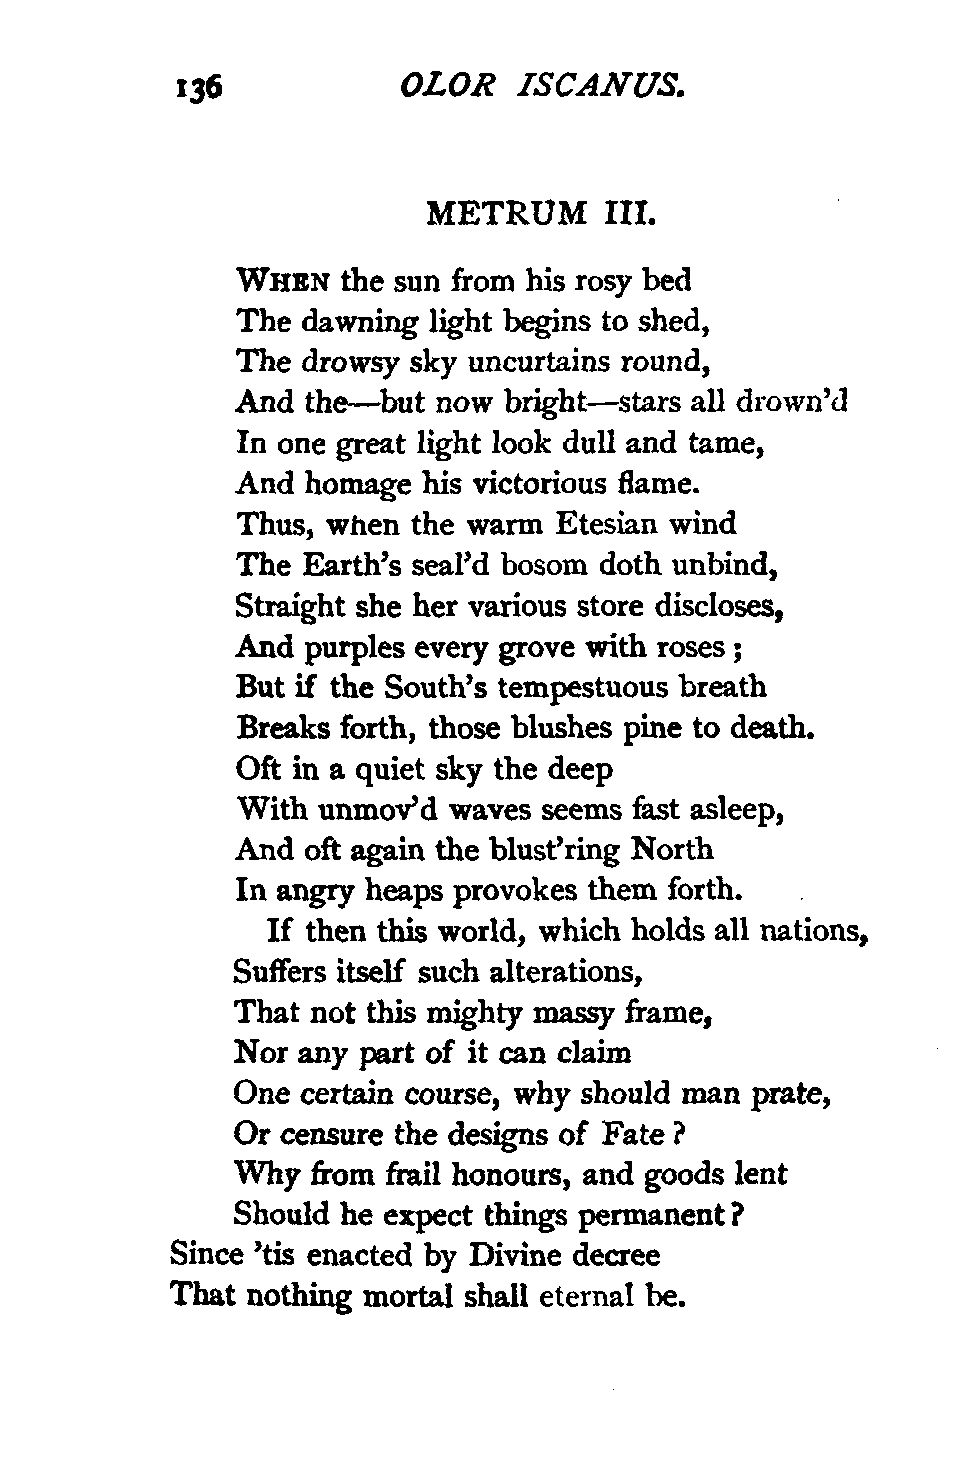 136 OLOR ISCANUS.
METRUM III.
WHEN the sun from his rosy bed
The dawning light begins to shed,
The drowsy sky uncurtains round,
And the—but now bright—stars all drown’d
In one great light look dull and tame,
And homage his victorious flame.
Thus, when the warm Etesian wind
The Earth’s seal’d bosom doth unbind,
Straight she her various store discloses,
And purples every grove with roses ;
But if the South’s tempestuous breath
Breaks forth, those blushes pine to death.
Oft in a quiet sky the deep
With unmov’d waves seems fast asleep,
And oft again the blust’ring North
In angry heaps provokes them forth.
If then this world, which holds all nations,
Suffers itself such alterations,
That not this mighty massy frame,
Nor any part of it can claim
One certain course, why should man prate,
Or censure the designs of Fate ?
Why from frail honours, and goods lent
Should he expect things permanent ?
Since ’tis enacted by Divine decree
That nothing mortal shall eternal be.